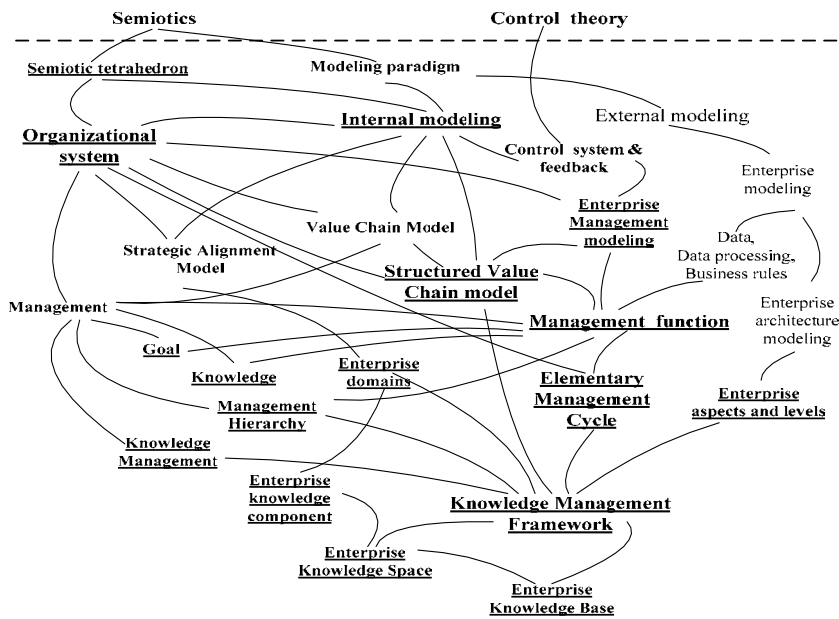 Semiotics
Control theory
Semiotic tetrahedron
Modeling paradigm
External modeling
Internal modeling
Organizational
system
Control system &
feedback
Enterprise
modeling
Enterprise
Management
modeling
Value Chain Model
Strategic Alignment
Model
Data,
Data processing,
Business rules
Structured Value
Chain model
Management
Enterprise
architecture
modeling
Management function
Goal
Knowledge
Enterprise
domains
Elementary
Management
Cycle
Enterprise
aspects and levels
Management
Hierarchy
Knowledge
Management
Enterprise
knowledge
component
Knowledge Management
Framework
Enterprise
Knowledge Space
Enterprise
Knowledge Base